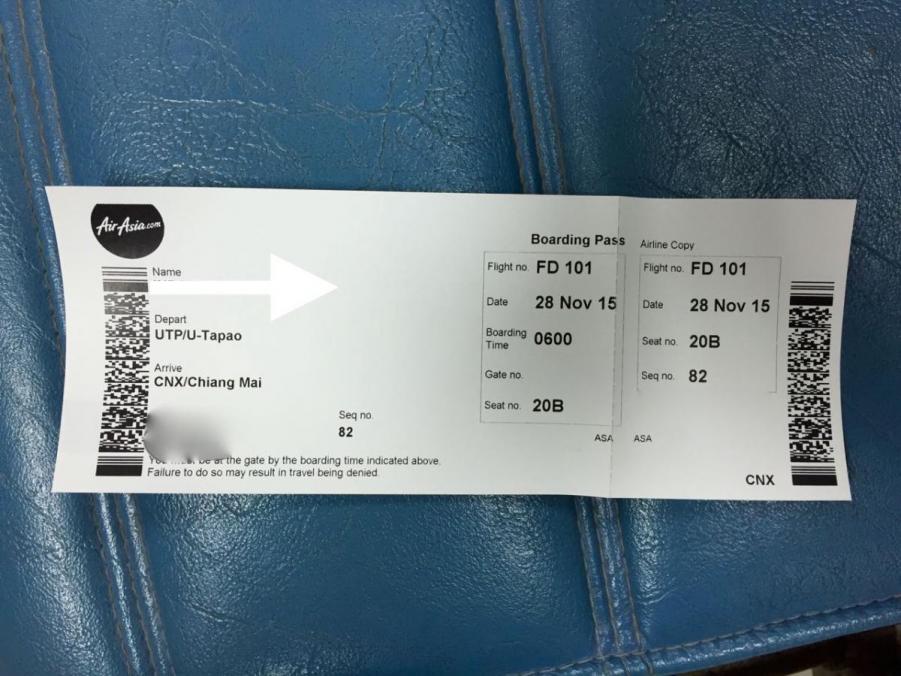 AirAsia.com
Name
Depart
UTP/U-Tapao
Arrive
CNX/Chiang Mai
Seq no.
82
at the gate by the boarding time indicated above.
Failure to do so may result in travel being denied.
Boarding Pass
Flight no. FD 101
Date 28 Nov 15
Boarding Time 0600
Gate no.
Seat no. 20B
ASA
Airline Copy
Flight no. FD 101
Date 28 Nov 15
Seat no. 20B
Seq no. 82
ASA
CNX